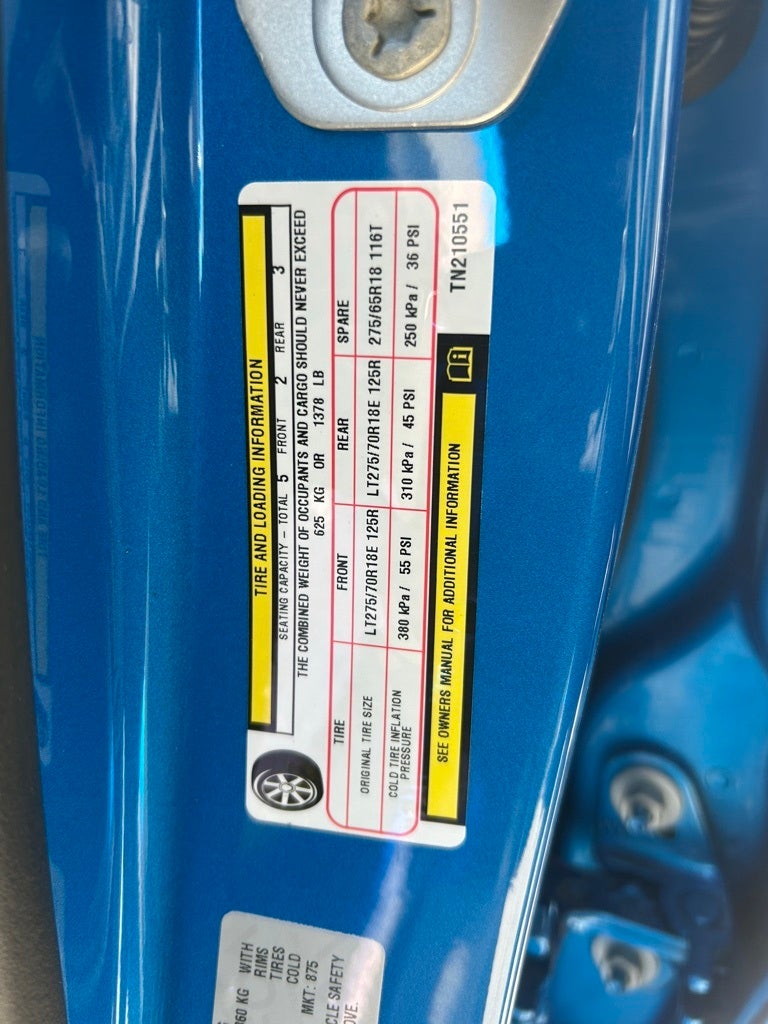 TIRE AND LOADING INFORMATION
SEATING CAPACITY – TOTAL 5 FRONT 2 REAR 3
THE COMBINED WEIGHT OF OCCUPANTS AND CARGO SHOULD NEVER EXCEED
625 KG OR 1378 LB
TIRE FRONT REAR SPARE
ORIGINAL TIRE SIZE LT275/70R18E 125R LT275/70R18E 125R 275/65R18 116T
COLD TIRE INFLATION
PRESSURE 380 kPa / 55 PSI 310 kPa / 45 PSI 250 kPa / 36 PSI
SEE OWNERS MANUAL FOR ADDITIONAL INFORMATION
TN210551
KG WITH
RIMS
TIRES
COLD
MKT: 875
SAFETY